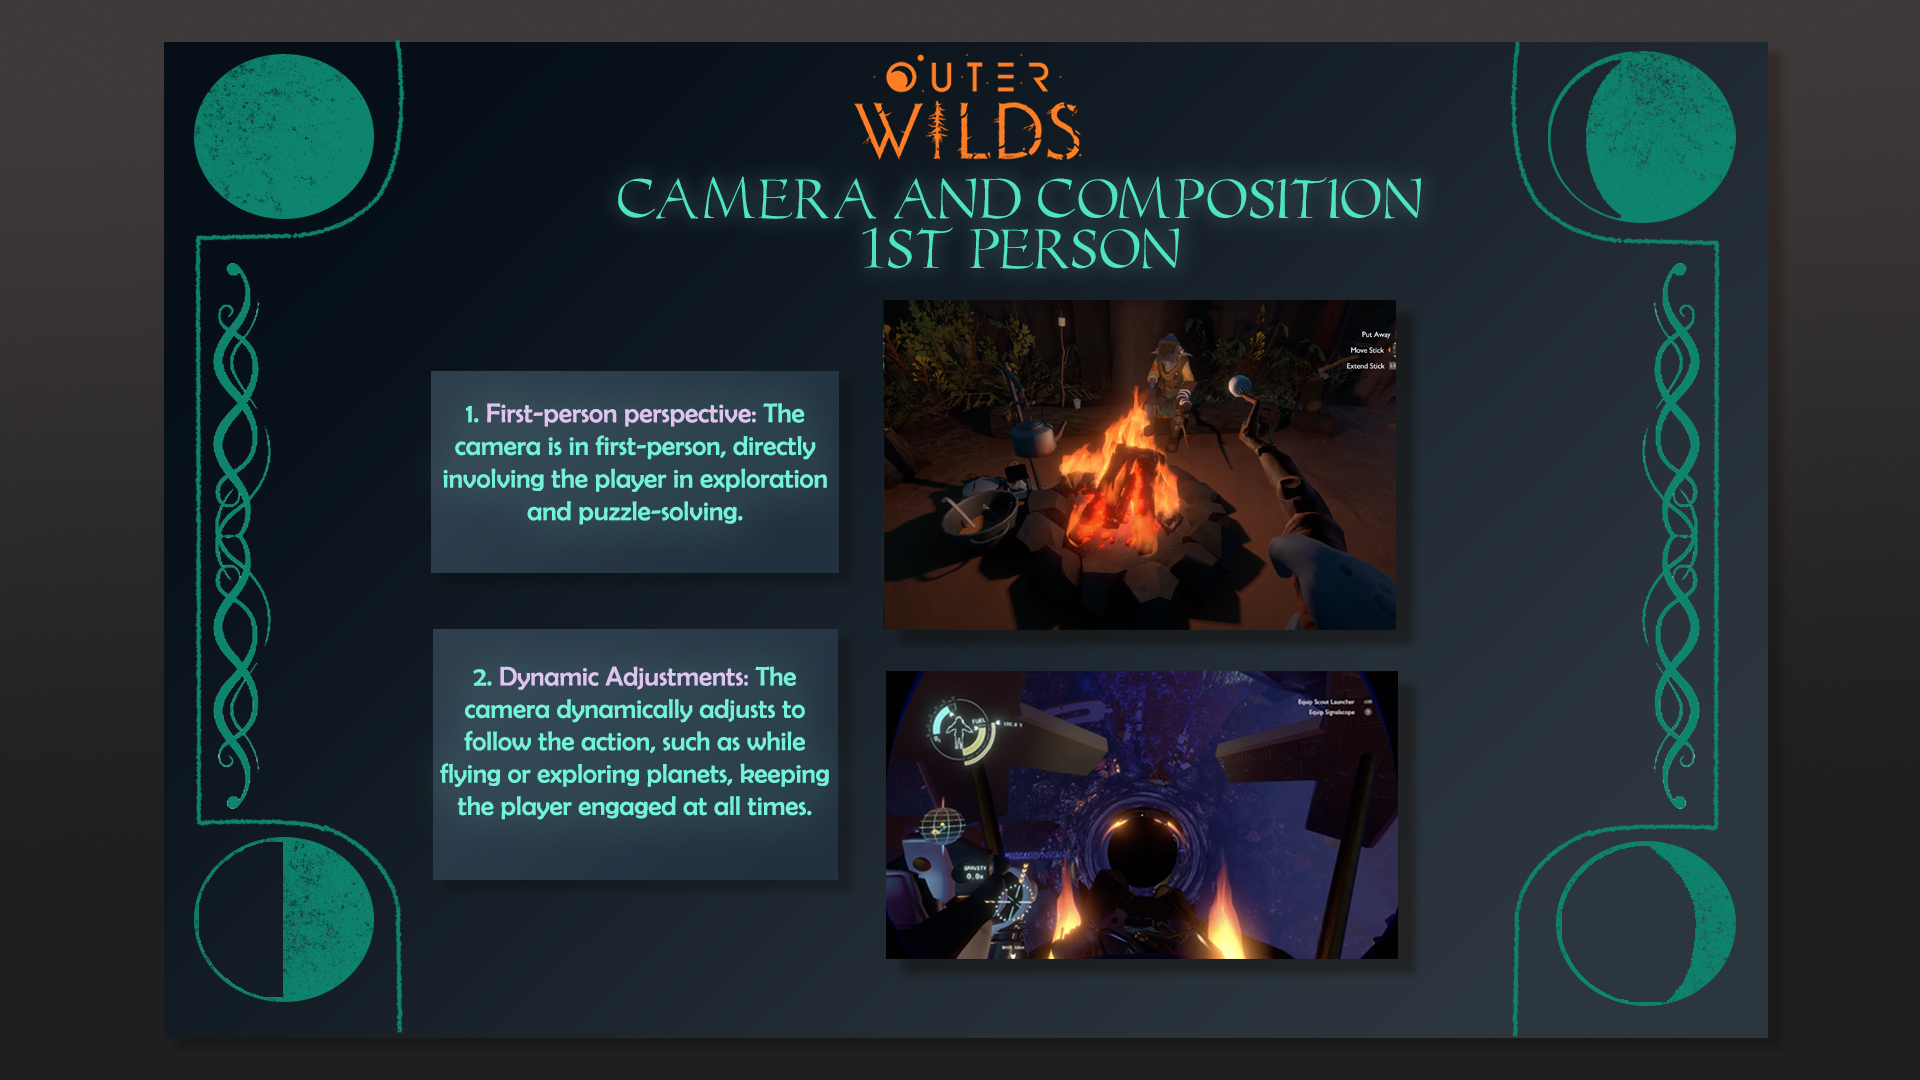 OUTER
WILDS
CAMERA AND COMPOSITION
1ST PERSON
1. First-person perspective: The
camera is in first-person, directly
involving the player in exploration
and puzzle-solving.
Put Away
Move Stick
Extend Stick
2. Dynamic Adjustments: The
camera dynamically adjusts to
follow the action, such as while
flying or exploring planets, keeping
the player engaged at all times.
Equip Scout Launcher
Equip Signalscope
FUEL
GRAVITY
0.0x